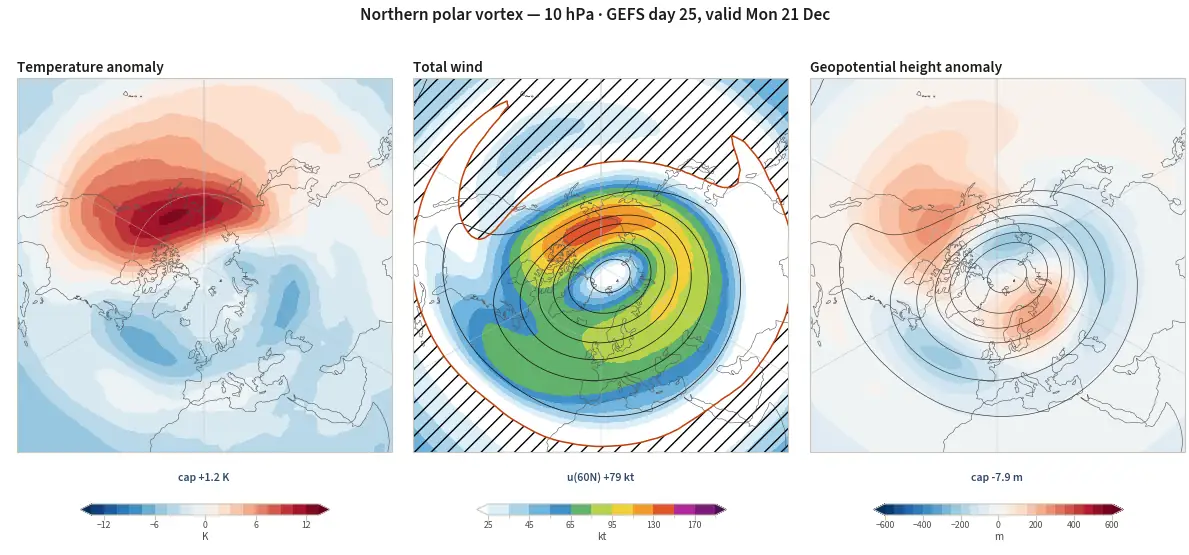 Northern polar vortex — 10 hPa · GEFS day 25, valid Mon 21 Dec
Temperature anomaly
Total wind
Geopotential height anomaly
cap +1.2 K
u(60N) +79 kt
cap -7.9 m
−12 −6 0 6 12
K
25 45 65 95 130 170
kt
−600 −400 −200 0 200 400 600
m